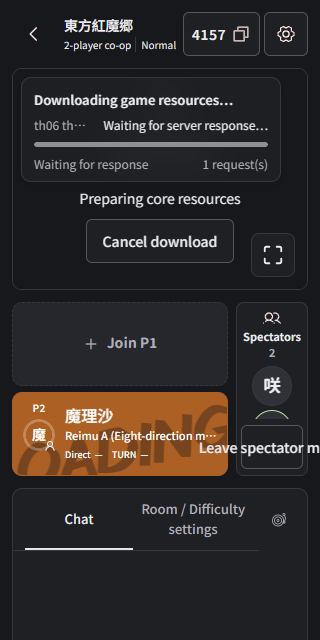 東方紅魔郷
2-player co-op Normal
4157
Downloading game resources…
th06 th… Waiting for server response…
Waiting for response 1 request(s)
Preparing core resources
Cancel download
Join P1
Spectators
2
咲
Leave spectator m
P2
魔
魔理沙
Reimu A (Eight-direction m…
Direct — TURN —
OADING
Chat
Room / Difficulty
settings